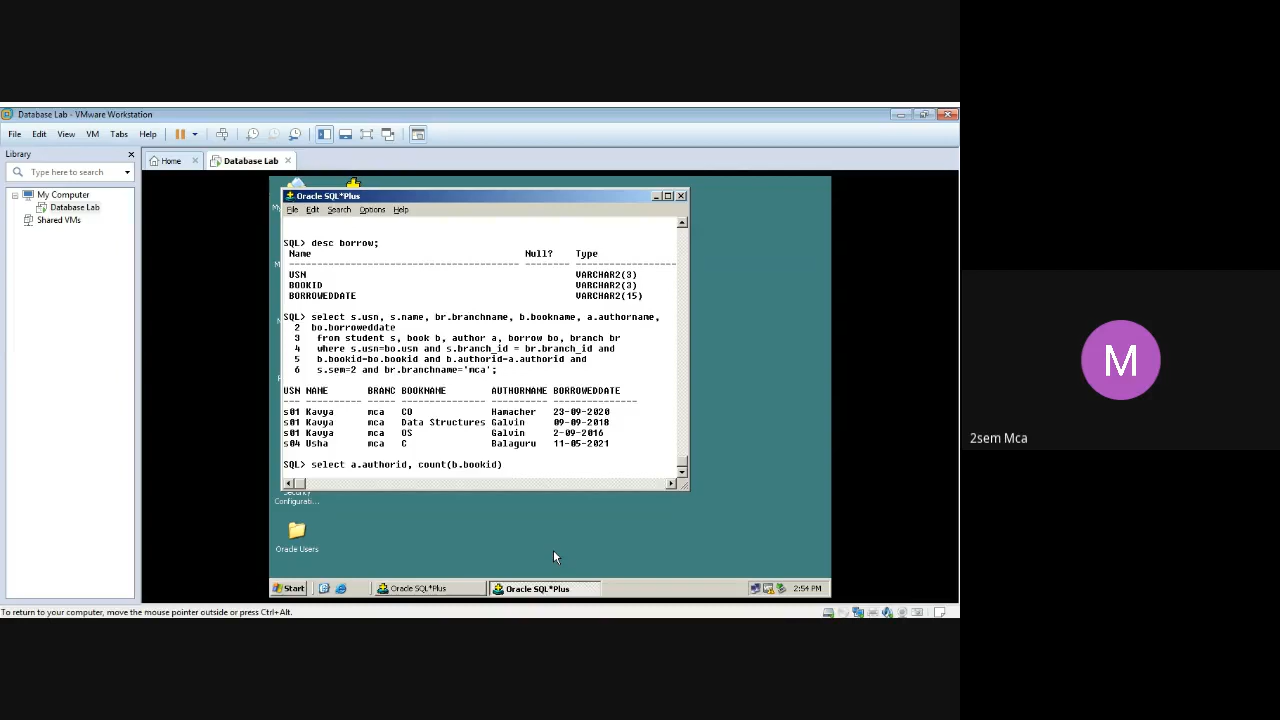 Database Lab - VMware Workstation
File Edit View VM Tabs Help
Library
Type here to search
My Computer
Database Lab
Shared VMs
Home
Database Lab
Oracle SQL*Plus
File Edit Search Options Help
SQL> desc borrow;
Name Null? Type
USN VARCHAR2(3)
BOOKID VARCHAR2(3)
BORROWEDDATE VARCHAR2(15)
SQL> select s.usn, s.name, br.branchname, b.bookname, a.authorname,
2 bo.borroweddate
3 from student s, book b, author a, borrow bo, branch br
4 where s.usn=bo.usn and s.branch_id = br.branch_id and
5 b.bookid=bo.bookid and b.authorid=a.authorid and
6 s.sem=2 and br.branchname='mca';
USN NAME BRANC BOOKNAME AUTHORNAME BORROWEDDATE
s01 Kavya mca CO Hamacher 23-09-2020
s01 Kavya mca Data Structures Galvin 09-09-2018
s01 Kavya mca OS Galvin 2-09-2016
s04 Usha mca C Balaguru 11-05-2021
SQL> select a.authorid, count(b.bookid)
Security
Configurati...
Oracle Users
Start
Oracle SQL*Plus
Oracle SQL*Plus
2:54 PM
To return to your computer, move the mouse pointer outside or press Ctrl+Alt.
M
2sem Mca